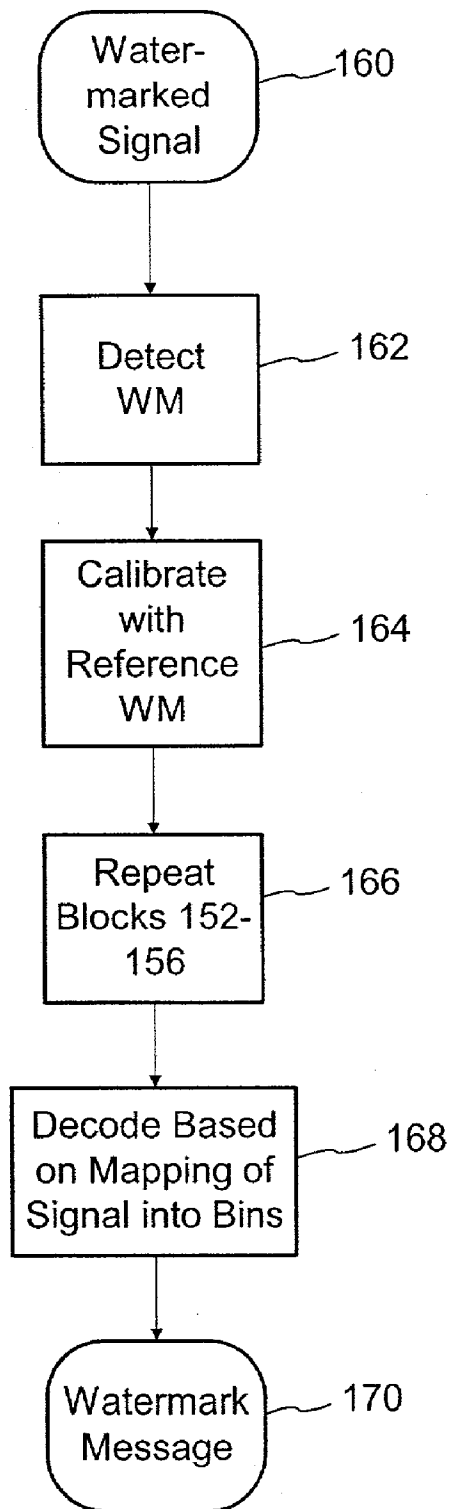 Water-
marked
Signal
160
Detect
WM
162
Calibrate
with
Reference
WM
164
Repeat
Blocks 152-
156
166
Decode Based
on Mapping of
Signal into Bins
168
Watermark
Message
170